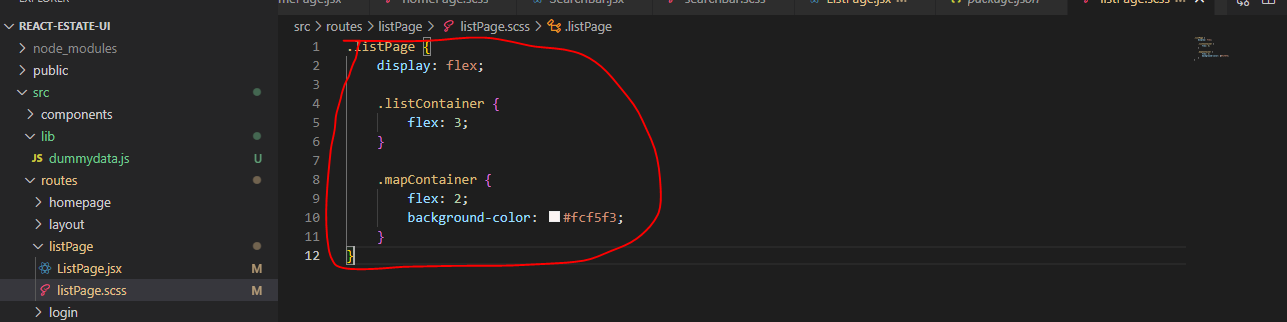 EXPLORER
REACT-ESTATE-UI
node_modules
public
src
components
lib
JS dummydata.js U
routes
homepage
layout
listPage
ListPage.jsx M
listPage.scss M
login
src > routes > listPage > listPage.scss > .listPage
1 .listPage {
2 display: flex;
3
4 .listContainer {
5 flex: 3;
6 }
7
8 .mapContainer {
9 flex: 2;
10 background-color: #fcf5f3;
11 }
12 }